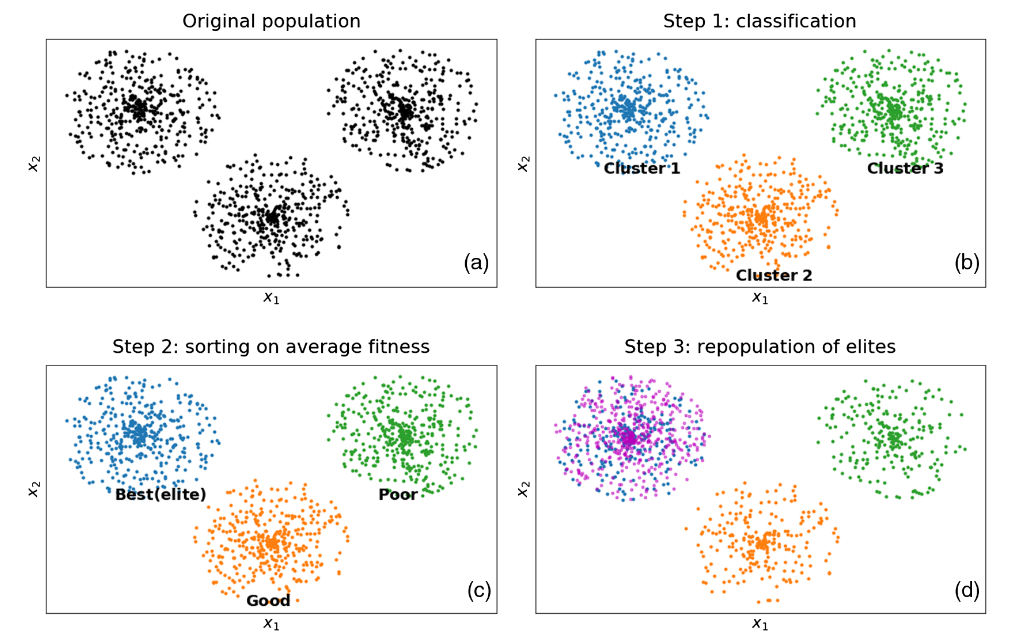 Original population
x₂
(a)
x₁
Step 1: classification
x₂
Cluster 1
Cluster 3
Cluster 2
(b)
x₁
Step 2: sorting on average fitness
x₂
Best(elite)
Poor
Good
(c)
x₁
Step 3: repopulation of elites
x₂
(d)
x₁